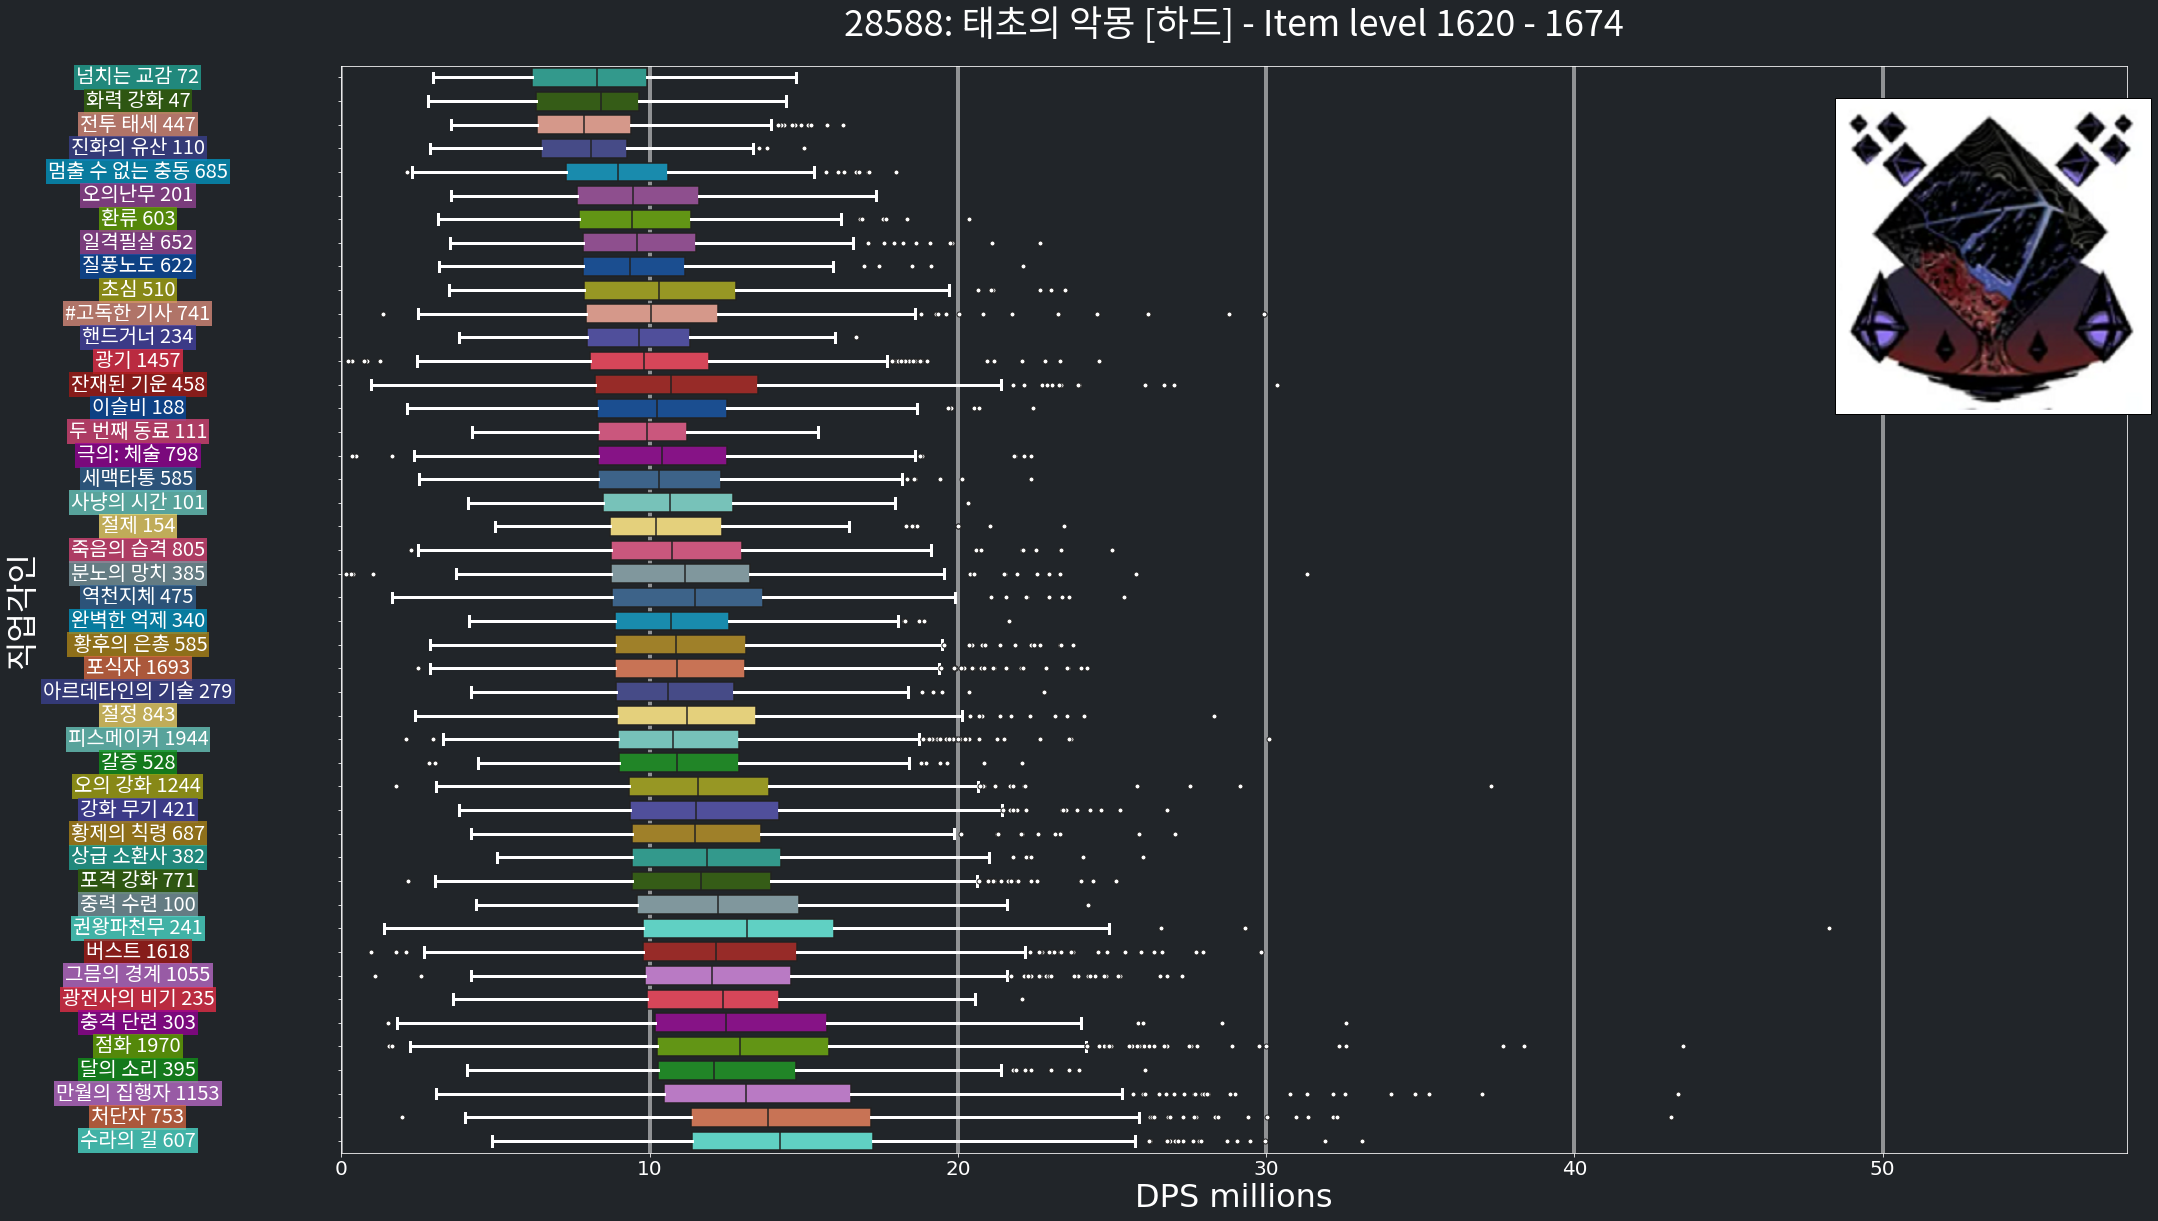 28588: 태초의 악몽 [하드] - Item level 1620 - 1674
넘치는 교감 72
화력 강화 47
전투 태세 447
진화의 유산 110
멈출 수 없는 충동 685
오의난무 201
환류 603
일격필살 652
질풍노도 622
초심 510
#고독한 기사 741
핸드거너 234
광기 1457
잔재된 기운 458
이슬비 188
두 번째 동료 111
극의: 체술 798
세맥타통 585
사냥의 시간 101
절제 154
죽음의 습격 805
분노의 망치 385
역천지체 475
완벽한 억제 340
황후의 은총 585
포식자 1693
아르데타인의 기술 279
절정 843
피스메이커 1944
갈증 528
오의 강화 1244
강화 무기 421
황제의 칙령 687
상급 소환사 382
포격 강화 771
중력 수련 100
권왕파천무 241
버스트 1618
그믐의 경계 1055
광전사의 비기 235
충격 단련 303
점화 1970
달의 소리 395
만월의 집행자 1153
처단자 753
수라의 길 607
직업각인
0 10 20 30 40 50
DPS millions